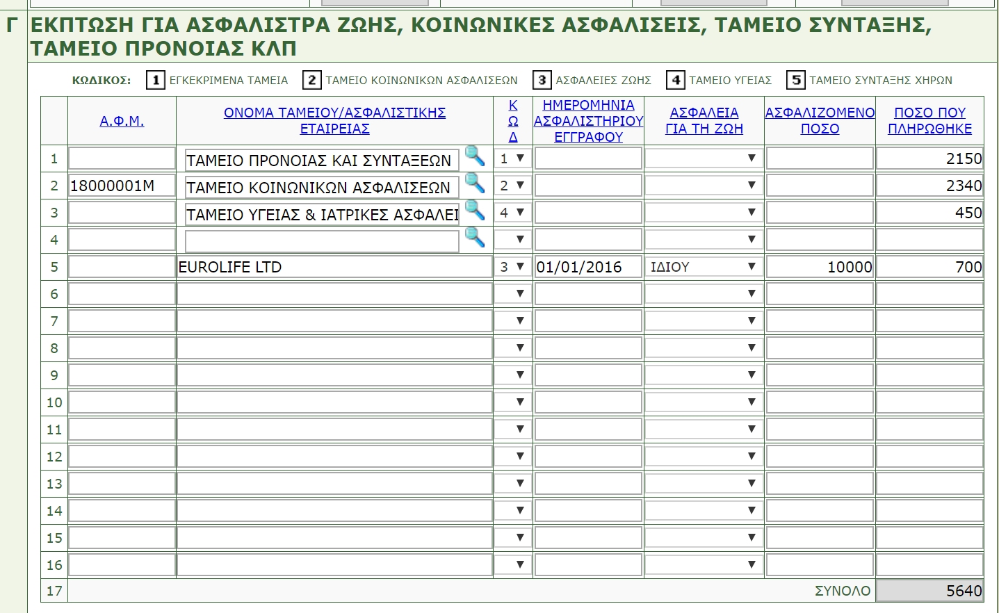 Γ ΕΚΠΤΩΣΗ ΓΙΑ ΑΣΦΑΛΙΣΤΡΑ ΖΩΗΣ, ΚΟΙΝΩΝΙΚΕΣ ΑΣΦΑΛΙΣΕΙΣ, ΤΑΜΕΙΟ ΣΥΝΤΑΞΗΣ,
ΤΑΜΕΙΟ ΠΡΟΝΟΙΑΣ ΚΛΠ
ΚΩΔΙΚΟΣ: 1 ΕΓΚΕΚΡΙΜΕΝΑ ΤΑΜΕΙΑ 2 ΤΑΜΕΙΟ ΚΟΙΝΩΝΙΚΩΝ ΑΣΦΑΛΙΣΕΩΝ 3 ΑΣΦΑΛΕΙΕΣ ΖΩΗΣ 4 ΤΑΜΕΙΟ ΥΓΕΙΑΣ 5 ΤΑΜΕΙΟ ΣΥΝΤΑΞΗΣ ΧΗΡΩΝ
Α.Φ.Μ.
ΟΝΟΜΑ ΤΑΜΕΙΟΥ/ΑΣΦΑΛΙΣΤΙΚΗΣ
ΕΤΑΙΡΕΙΑΣ
Κ
Ω
Δ
ΗΜΕΡΟΜΗΝΙΑ
ΑΣΦΑΛΙΣΤΗΡΙΟΥ
ΕΓΓΡΑΦΟΥ
ΑΣΦΑΛΕΙΑ
ΓΙΑ ΤΗ ΖΩΗ
ΑΣΦΑΛΙΖΟΜΕΝΟ
ΠΟΣΟ
ΠΟΣΟ ΠΟΥ
ΠΛΗΡΩΘΗΚΕ
1 ΤΑΜΕΙΟ ΠΡΟΝΟΙΑΣ ΚΑΙ ΣΥΝΤΑΞΕΩΝ 1 2150
2 18000001M ΤΑΜΕΙΟ ΚΟΙΝΩΝΙΚΩΝ ΑΣΦΑΛΙΣΕΩΝ 2 2340
3 ΤΑΜΕΙΟ ΥΓΕΙΑΣ & ΙΑΤΡΙΚΕΣ ΑΣΦΑΛΕΙ 4 450
4
5 EUROLIFE LTD 3 01/01/2016 ΙΔΙΟΥ 10000 700
6
7
8
9
10
11
12
13
14
15
16
17 ΣΥΝΟΛΟ 5640